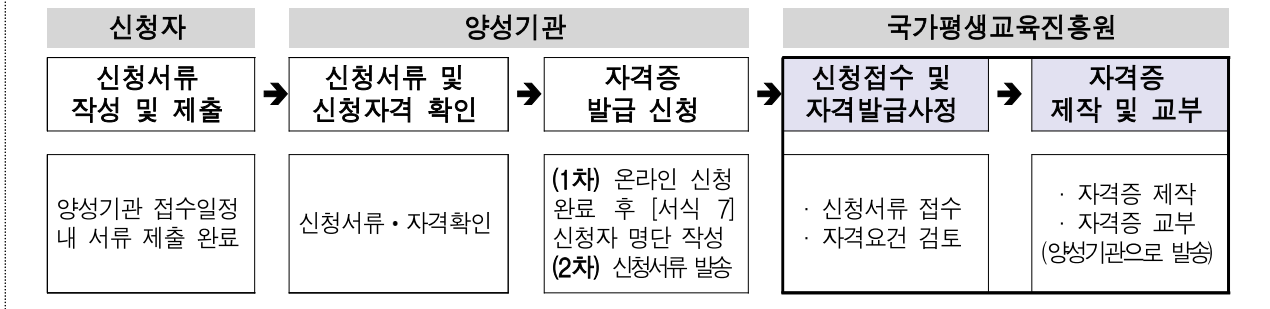 신청자
양성기관
국가평생교육진흥원
신청서류
작성 및 제출
➔
신청서류 및
신청자격 확인
➔
자격증
발급 신청
➔
신청접수 및
자격발급사정
➔
자격증
제작 및 교부
양성기관 접수일정
내 서류 제출 완료
신청서류・자격확인
(1차) 온라인 신청
완료 후 [서식 7]
신청자 명단 작성
(2차) 신청서류 발송
· 신청서류 접수
· 자격요건 검토
· 자격증 제작
· 자격증 교부
(양성기관으로 발송)